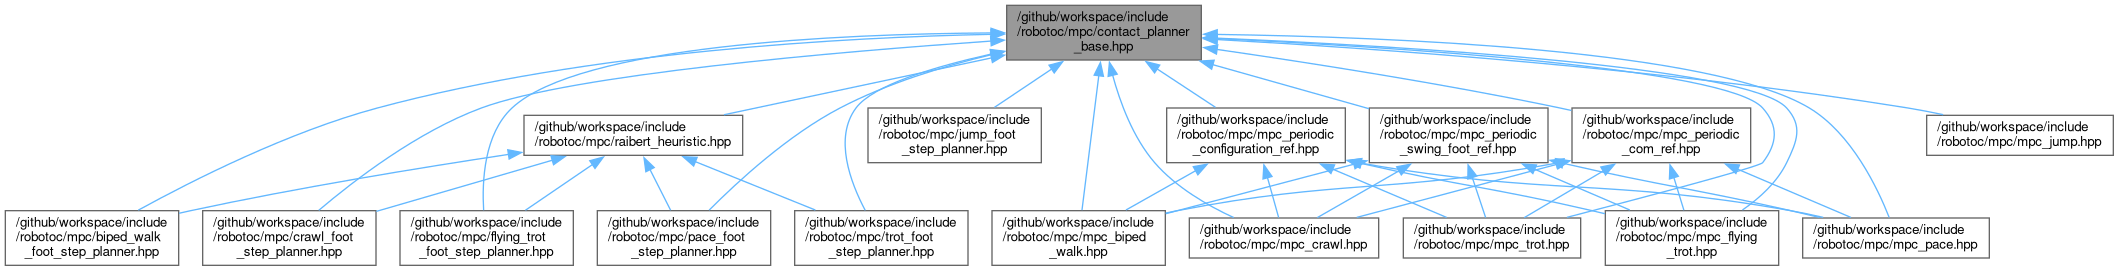 /github/workspace/include
/robotoc/mpc/contact_planner
_base.hpp
/github/workspace/include
/robotoc/mpc/raibert_heuristic.hpp
/github/workspace/include
/robotoc/mpc/jump_foot
_step_planner.hpp
/github/workspace/include
/robotoc/mpc/mpc_periodic
_configuration_ref.hpp
/github/workspace/include
/robotoc/mpc/mpc_periodic
_swing_foot_ref.hpp
/github/workspace/include
/robotoc/mpc/mpc_periodic
_com_ref.hpp
/github/workspace/include
/robotoc/mpc/mpc_jump.hpp
/github/workspace/include
/robotoc/mpc/biped_walk
_foot_step_planner.hpp
/github/workspace/include
/robotoc/mpc/crawl_foot
_step_planner.hpp
/github/workspace/include
/robotoc/mpc/flying_trot
_foot_step_planner.hpp
/github/workspace/include
/robotoc/mpc/pace_foot
_step_planner.hpp
/github/workspace/include
/robotoc/mpc/trot_foot
_step_planner.hpp
/github/workspace/include
/robotoc/mpc/mpc_biped
_walk.hpp
/github/workspace/include
/robotoc/mpc/mpc_crawl.hpp
/github/workspace/include
/robotoc/mpc/mpc_trot.hpp
/github/workspace/include
/robotoc/mpc/mpc_flying
_trot.hpp
/github/workspace/include
/robotoc/mpc/mpc_pace.hpp